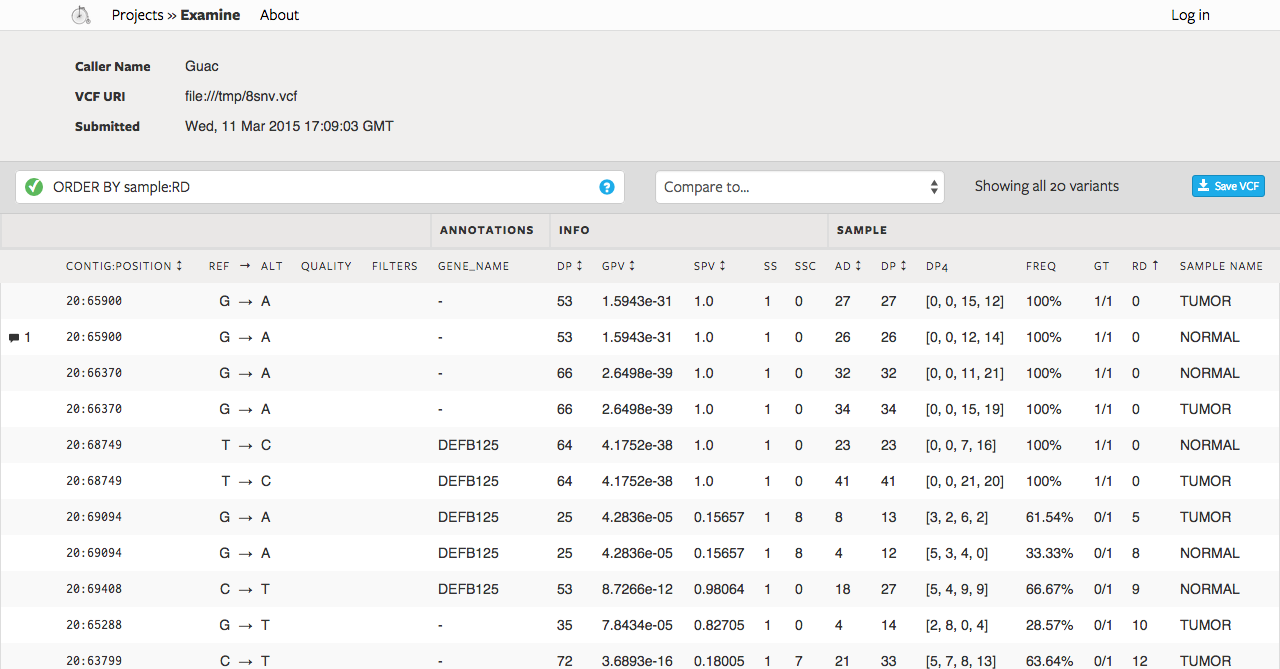 Projects » Examine About Log in
Caller Name Guac
VCF URI file:///tmp/8snv.vcf
Submitted Wed, 11 Mar 2015 17:09:03 GMT
ORDER BY sample:RD ? Compare to... Showing all 20 variants Save VCF
ANNOTATIONS INFO SAMPLE
CONTIG:POSITION ↕ REF → ALT QUALITY FILTERS GENE_NAME DP ↕ GPV ↕ SPV ↕ SS SSC AD ↕ DP ↕ DP4 FREQ GT RD ↑ SAMPLE NAME
20:65900 G → A - 53 1.5943e-31 1.0 1 0 27 27 [0, 0, 15, 12] 100% 1/1 0 TUMOR
1 20:65900 G → A - 53 1.5943e-31 1.0 1 0 26 26 [0, 0, 12, 14] 100% 1/1 0 NORMAL
20:66370 G → A - 66 2.6498e-39 1.0 1 0 32 32 [0, 0, 11, 21] 100% 1/1 0 NORMAL
20:66370 G → A - 66 2.6498e-39 1.0 1 0 34 34 [0, 0, 15, 19] 100% 1/1 0 TUMOR
20:68749 T → C DEFB125 64 4.1752e-38 1.0 1 0 23 23 [0, 0, 7, 16] 100% 1/1 0 NORMAL
20:68749 T → C DEFB125 64 4.1752e-38 1.0 1 0 41 41 [0, 0, 21, 20] 100% 1/1 0 TUMOR
20:69094 G → A DEFB125 25 4.2836e-05 0.15657 1 8 8 13 [3, 2, 6, 2] 61.54% 0/1 5 TUMOR
20:69094 G → A DEFB125 25 4.2836e-05 0.15657 1 8 4 12 [5, 3, 4, 0] 33.33% 0/1 8 NORMAL
20:69408 C → T DEFB125 53 8.7266e-12 0.98064 1 0 18 27 [5, 4, 9, 9] 66.67% 0/1 9 NORMAL
20:65288 G → T - 35 7.8434e-05 0.82705 1 0 4 14 [2, 8, 0, 4] 28.57% 0/1 10 TUMOR
20:63799 C → T - 72 3.6893e-16 0.18005 1 7 21 33 [5, 7, 8, 13] 63.64% 0/1 12 TUMOR